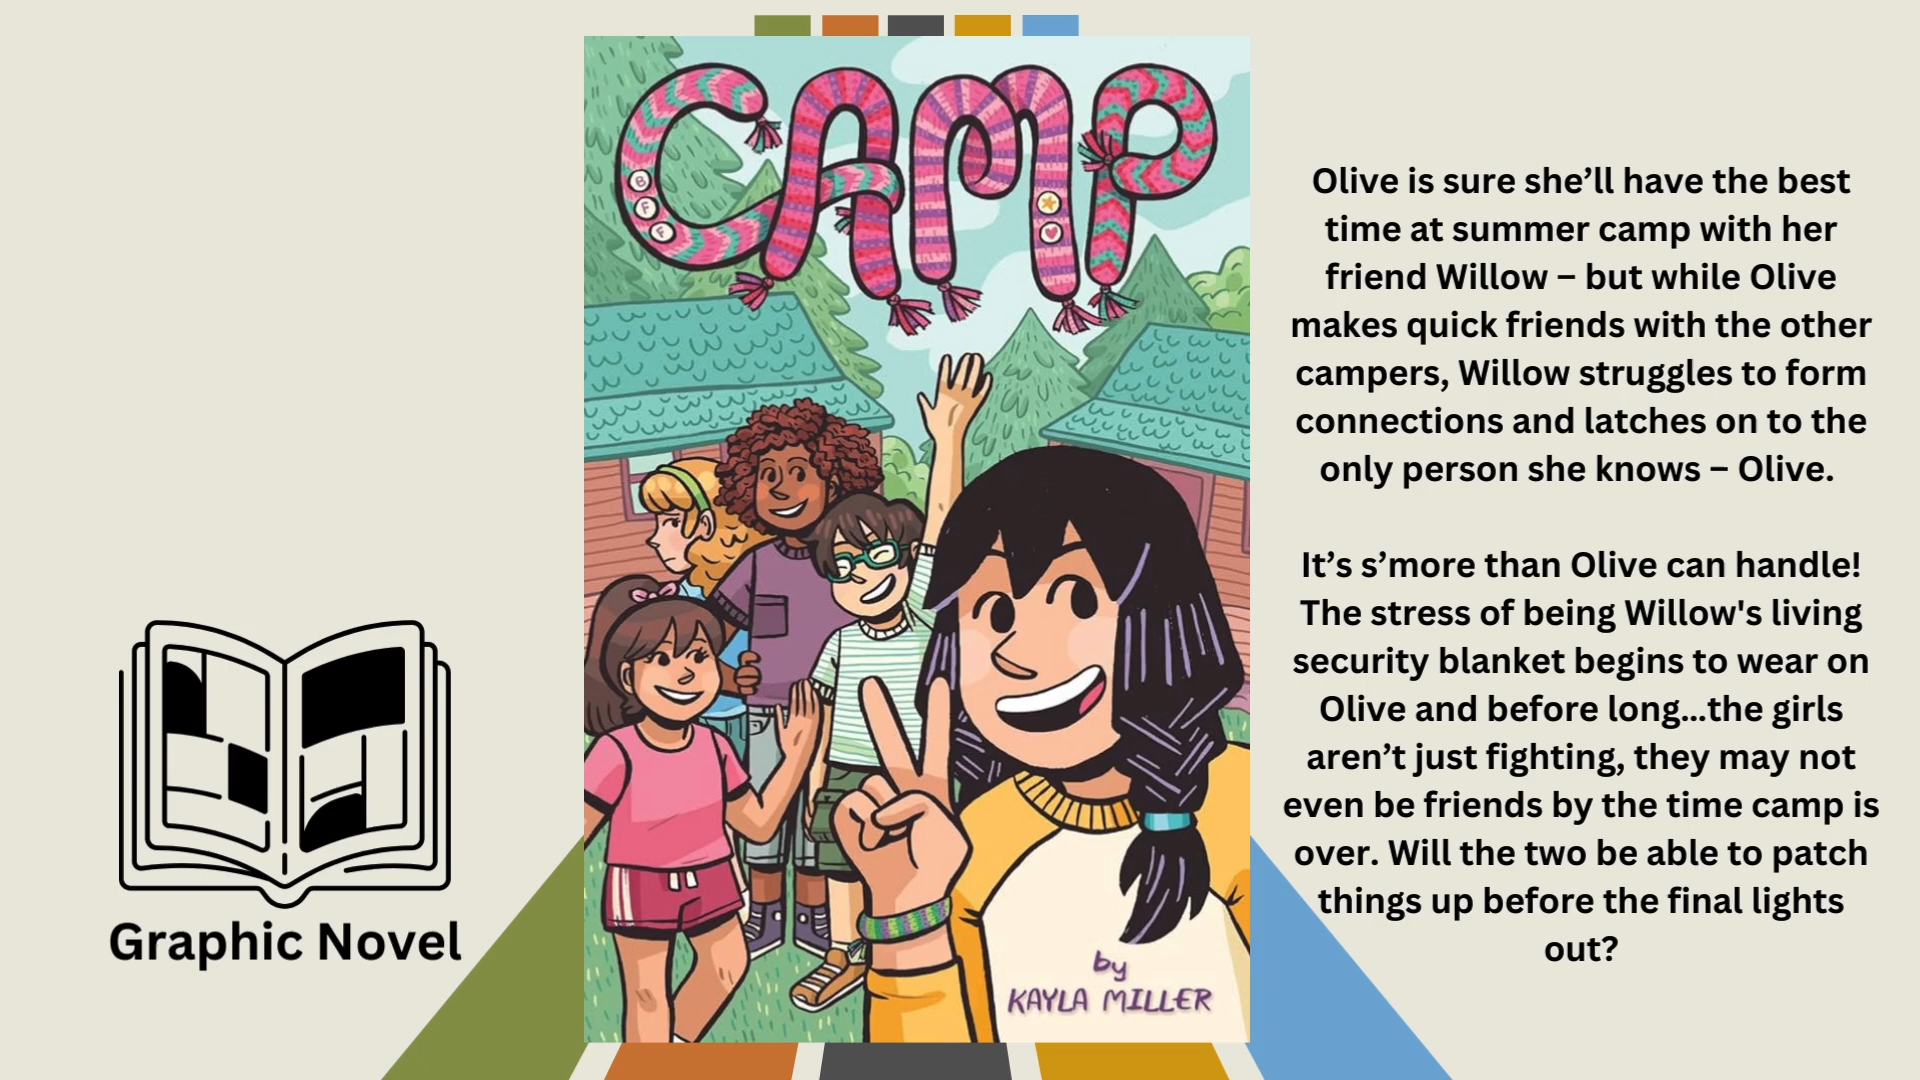 CAMP
B
F
F
by
KAYLA MILLER
Graphic Novel
Olive is sure she’ll have the best
time at summer camp with her
friend Willow – but while Olive
makes quick friends with the other
campers, Willow struggles to form
connections and latches on to the
only person she knows – Olive.
It’s s’more than Olive can handle!
The stress of being Willow's living
security blanket begins to wear on
Olive and before long...the girls
aren’t just fighting, they may not
even be friends by the time camp is
over. Will the two be able to patch
things up before the final lights
out?